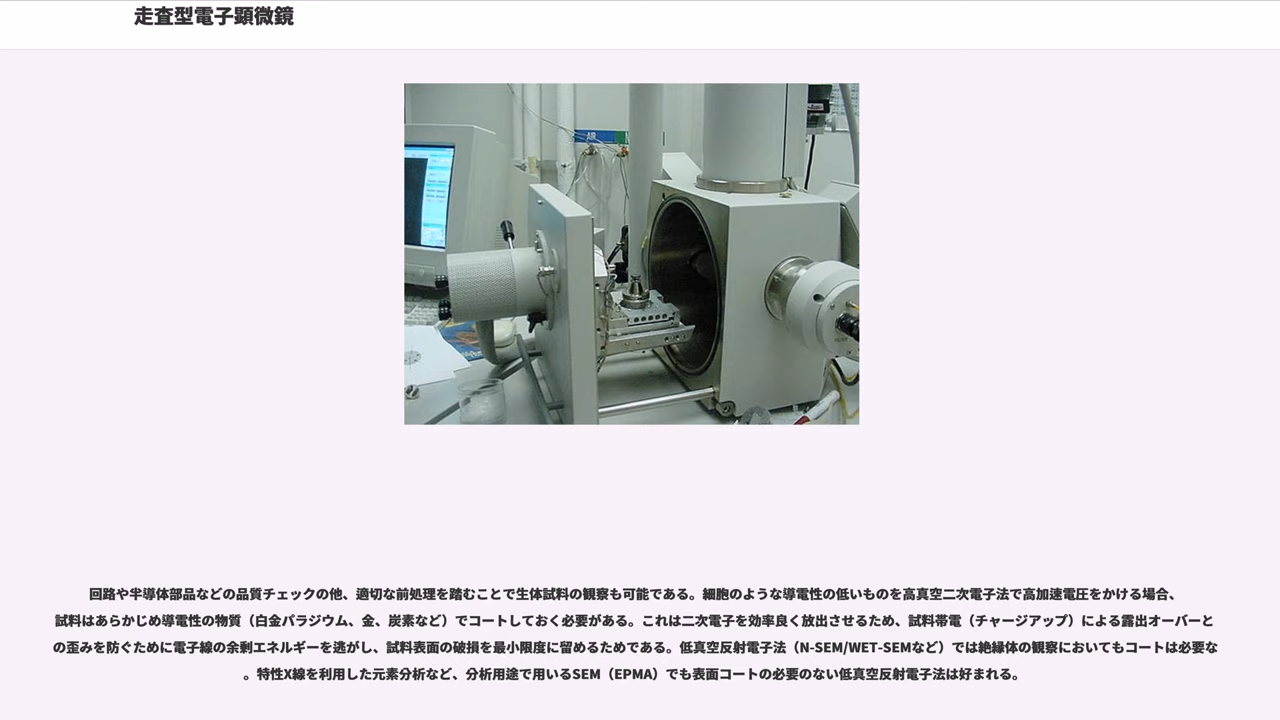 走査型電子顕微鏡
AIR
回路や半導体部品などの品質チェックの他、適切な前処理を踏むことで生体試料の観察も可能である。細胞のような導電性の低いものを高真空二次電子法で高加速電圧をかける場合、
試料はあらかじめ導電性の物質（白金パラジウム、金、炭素など）でコートしておく必要がある。これは二次電子を効率良く放出させるため、試料帯電（チャージアップ）による露出オーバーと
の歪みを防ぐために電子線の余剰エネルギーを逃がし、試料表面の破損を最小限度に留めるためである。低真空反射電子法（N-SEM/WET-SEMなど）では絶縁体の観察においてもコートは必要な
。特性X線を利用した元素分析など、分析用途で用いるSEM（EPMA）でも表面コートの必要のない低真空反射電子法は好まれる。